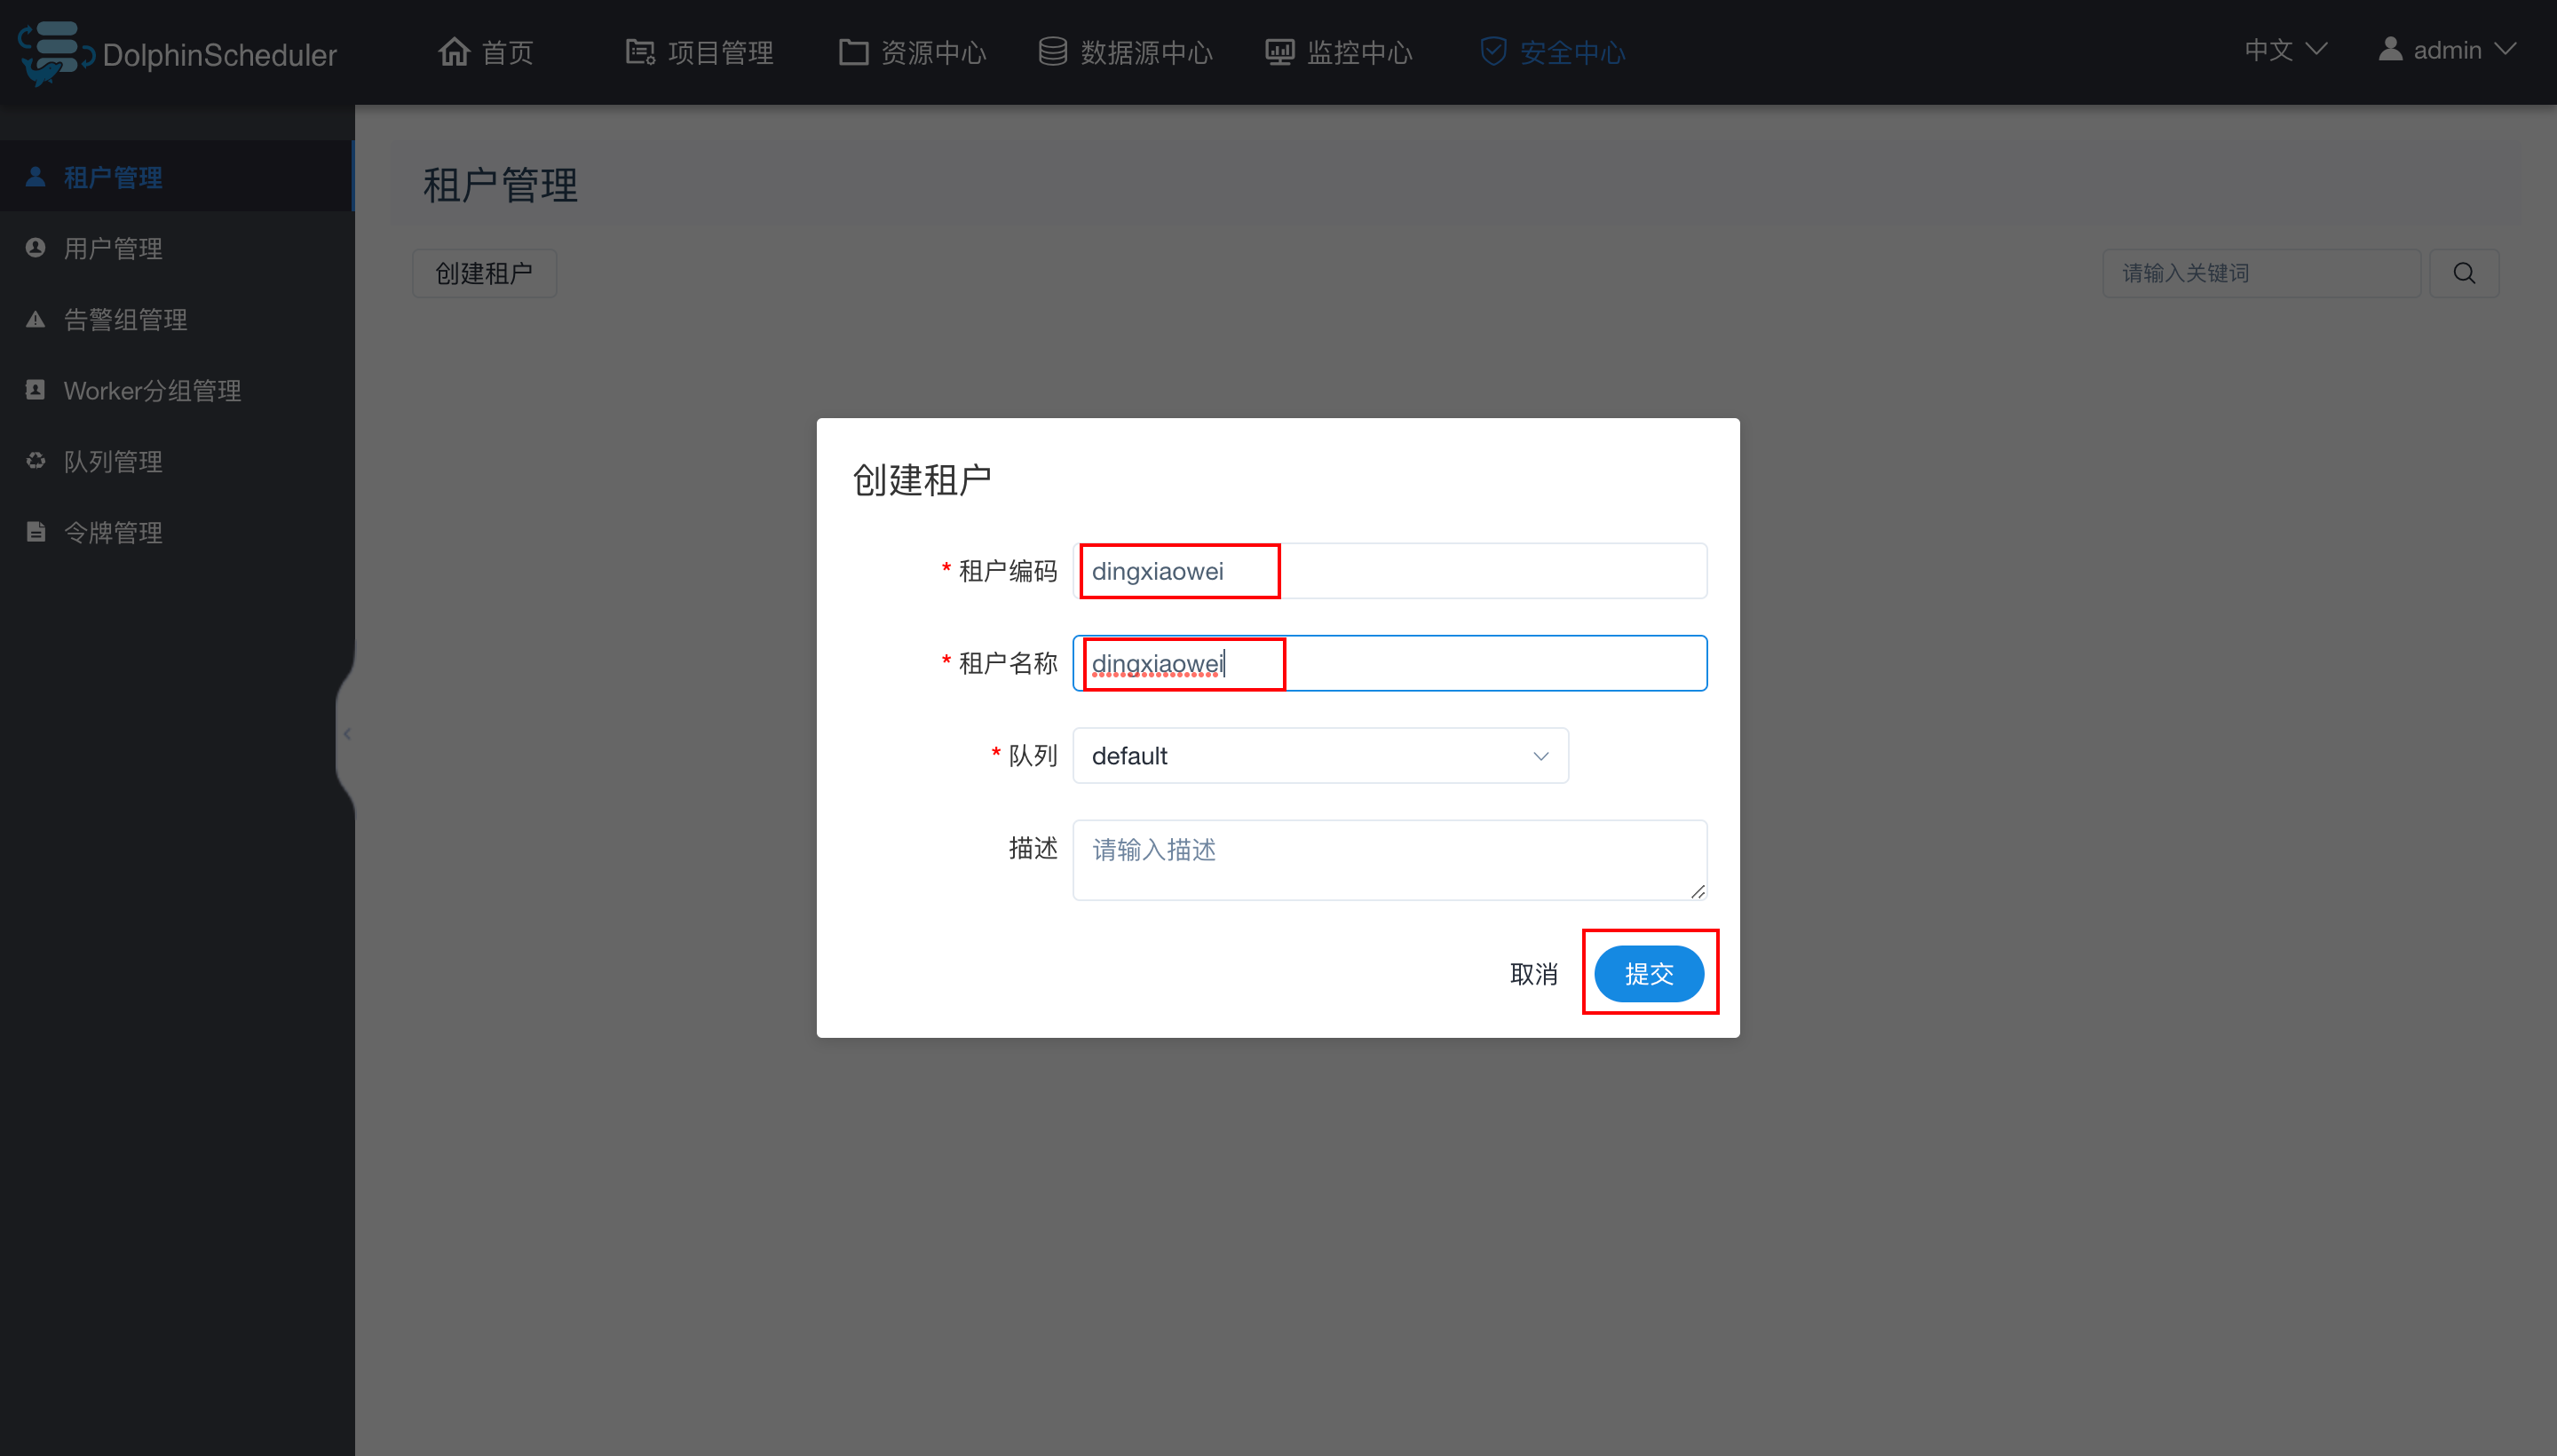 DolphinScheduler 首页 项目管理 资源中心 数据源中心 监控中心 安全中心 中文 admin
租户管理
用户管理
告警组管理
Worker分组管理
队列管理
令牌管理
租户管理
创建租户 请输入关键词
创建租户
* 租户编码 dingxiaowei
* 租户名称 dingxiaowei
* 队列 default
描述 请输入描述
取消 提交